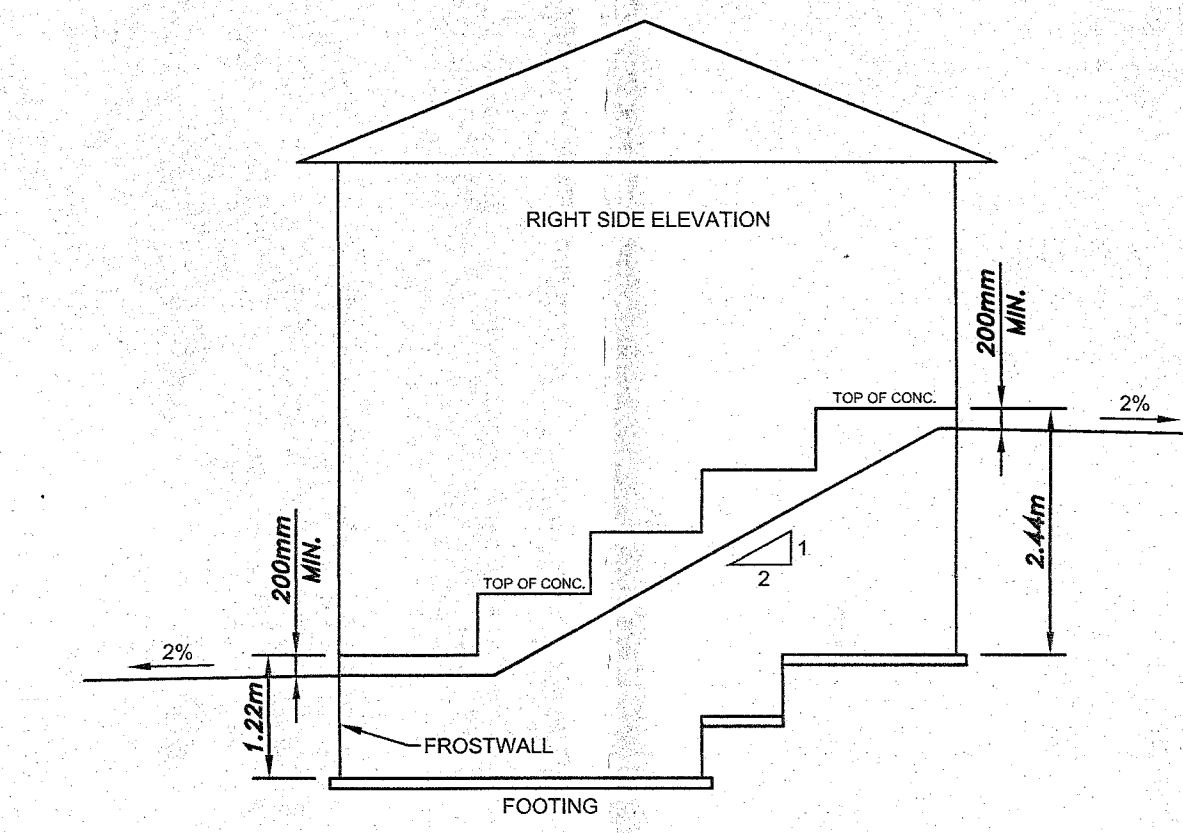 RIGHT SIDE ELEVATION
200mm
MIN.
TOP OF CONC.
2%
2.44m
1
2
200mm
MIN.
TOP OF CONC.
2%
1.22m
FROSTWALL
FOOTING